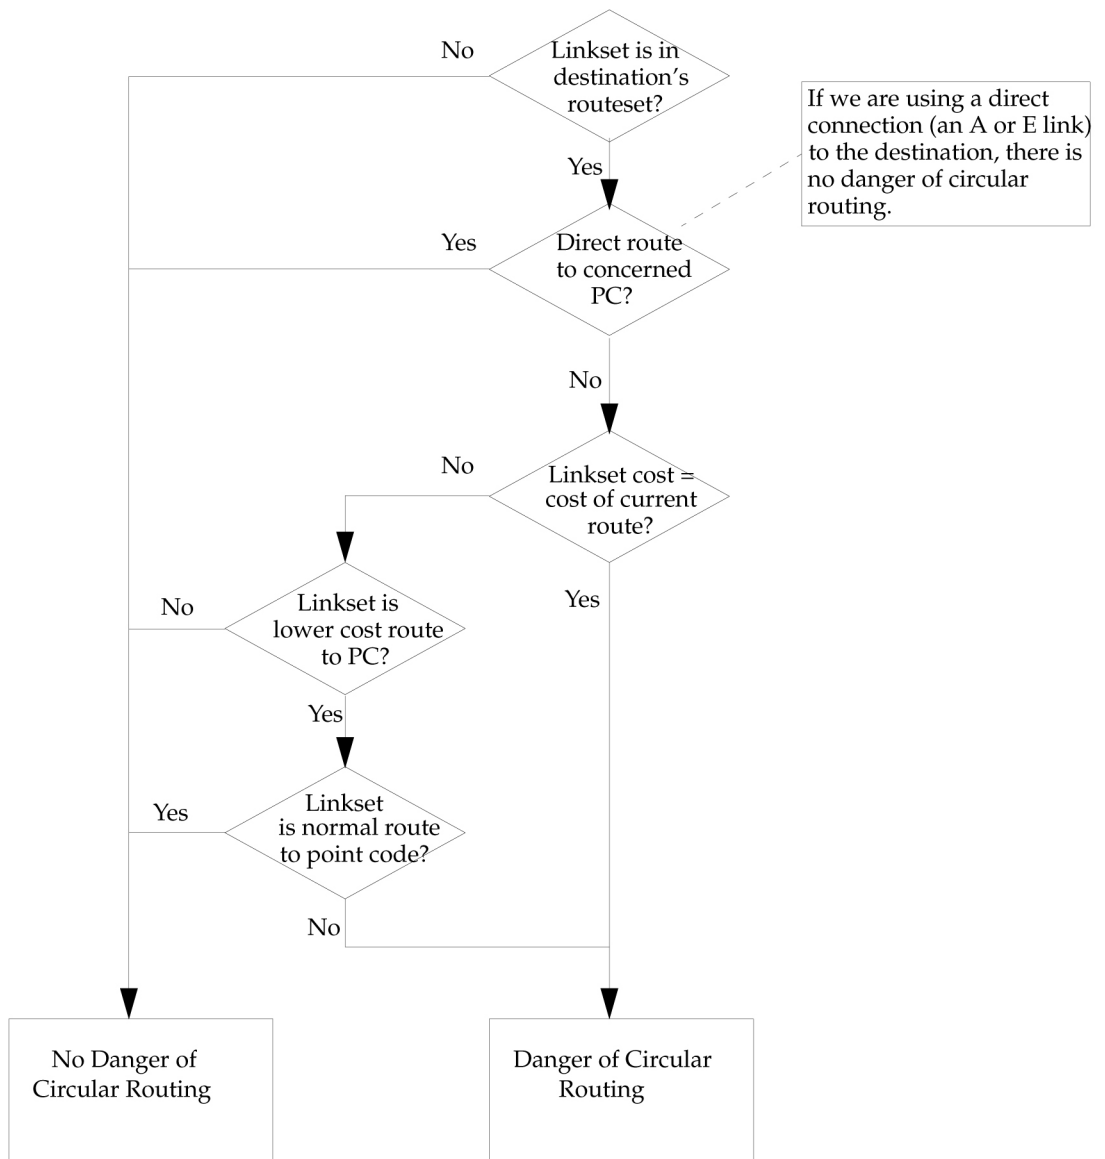 No
Linkset is in
destination's
routeset?
If we are using a direct
connection (an A or E link)
to the destination, there is
no danger of circular
routing.
Yes
Yes
Direct route
to concerned
PC?
No
No
Linkset cost =
cost of current
route?
No
Linkset is
lower cost route
to PC?
Yes
Yes
Yes
Linkset
is normal route
to point code?
No
No Danger of
Circular Routing
Danger of Circular
Routing